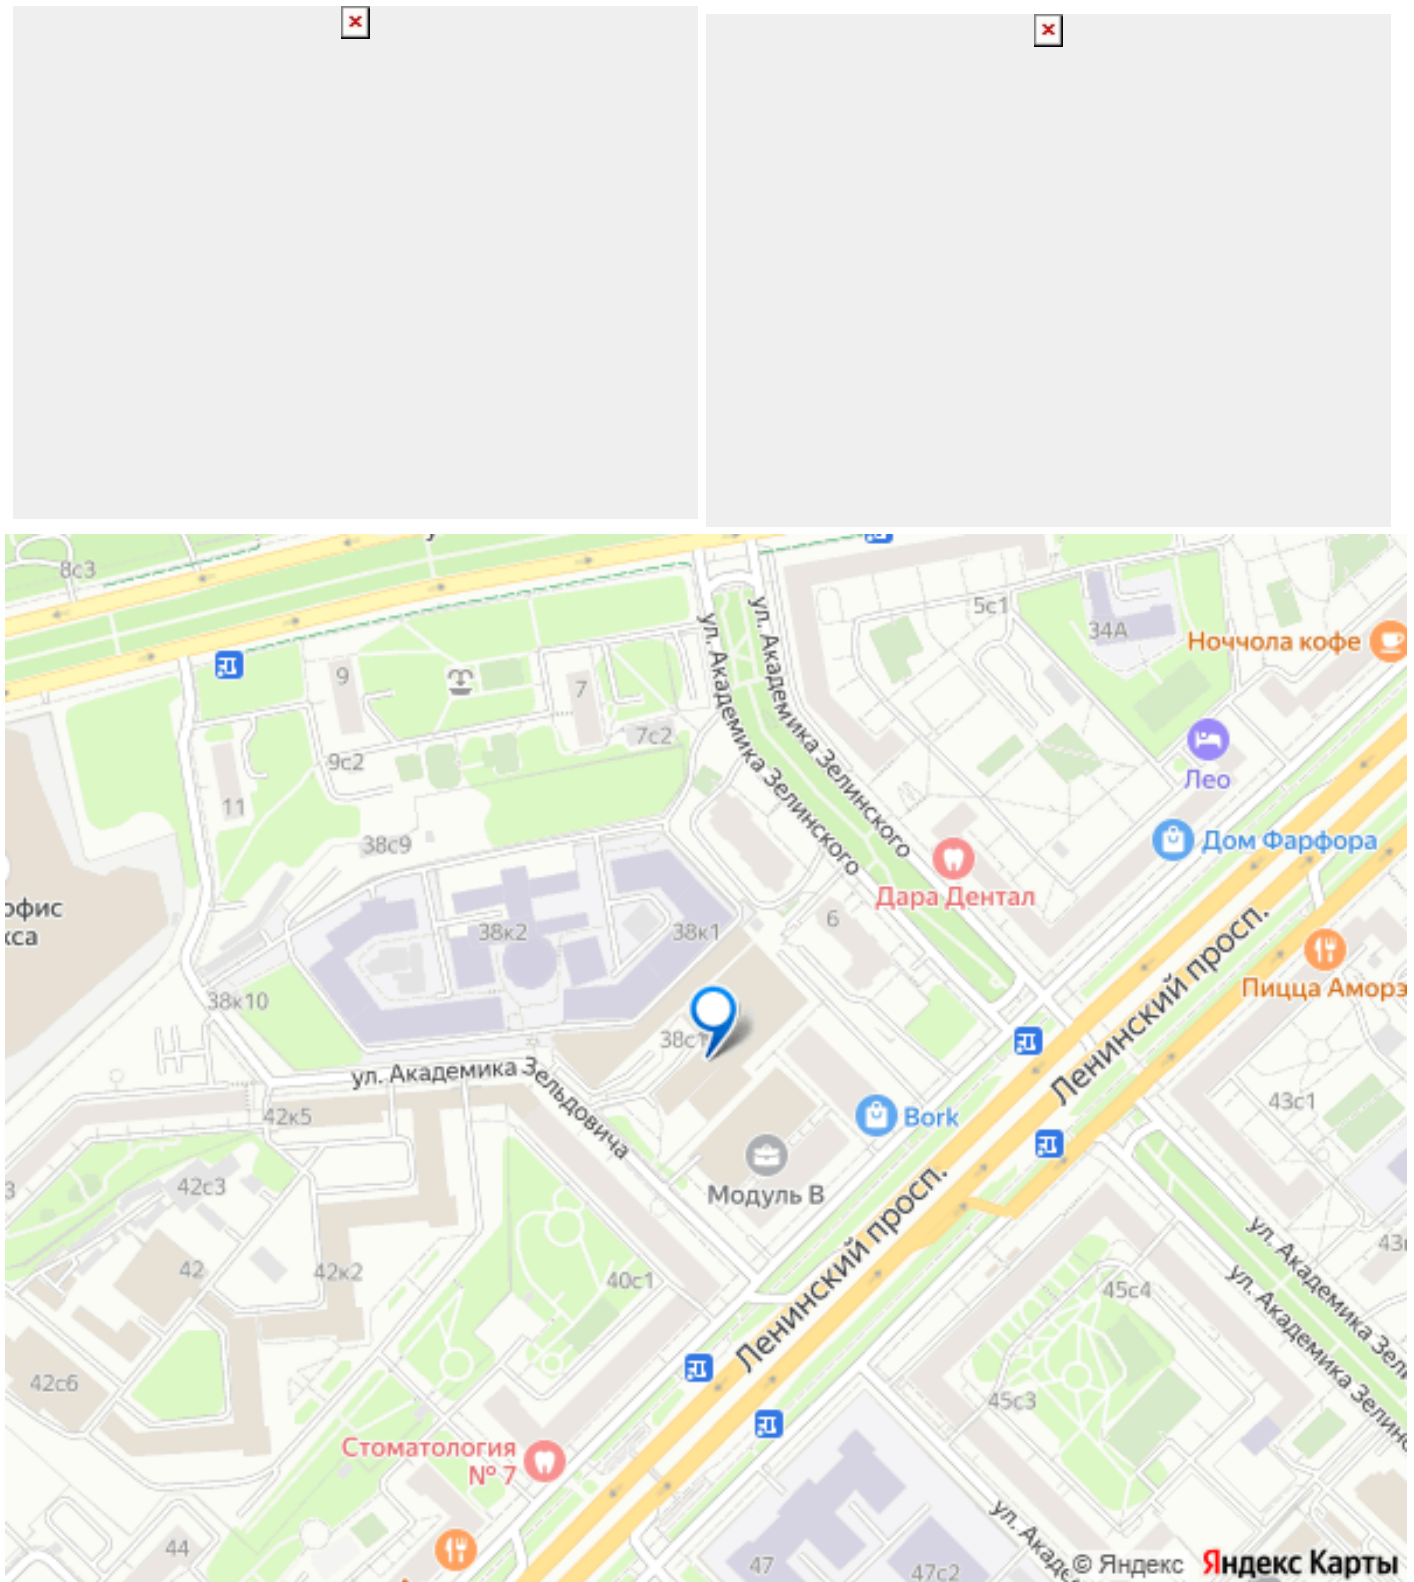 8с3
ул. Академика Зелинского
ул. Академика Зелинского
5с1
34А
Ноччола кофе
9
7
7с2
9с2
Лео
11
38с9
Дом Фарфора
Дара Дентал
офис
6
38к2
38к1
Ленинский просп.
Пицца Аморэ
38к10
38с1
ул. Академика Зельдовича
42к5
Bork
43с1
42с3
Модуль В
Ленинский просп.
42
42к2
40с1
45с4
ул. Академика
ул. Академика
42с6
45с3
Стоматология
№ 7
44
47
47с2
© Яндекс Яндекс Карты